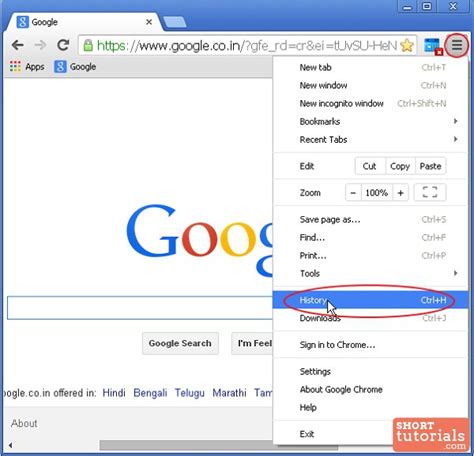 Google
https://www.google.co.in/?gfe_rd=cr&ei=tUvSU-HeN
Apps Google
New tab Ctrl+T
New window Ctrl+N
New incognito window Ctrl+Shift+N
Bookmarks
Recent Tabs
Edit Cut Copy Paste
Zoom − 100% +
Save page as... Ctrl+S
Find... Ctrl+F
Print... Ctrl+P
Tools
History Ctrl+H
Downloads Ctrl+J
Sign in to Chrome...
Settings
About Google Chrome
Help
Exit
Goog
Google Search I'm Feel
gle.co.in offered in: Hindi Bengali Telugu Marathi Tam
About
SHORT
tutorials
.com